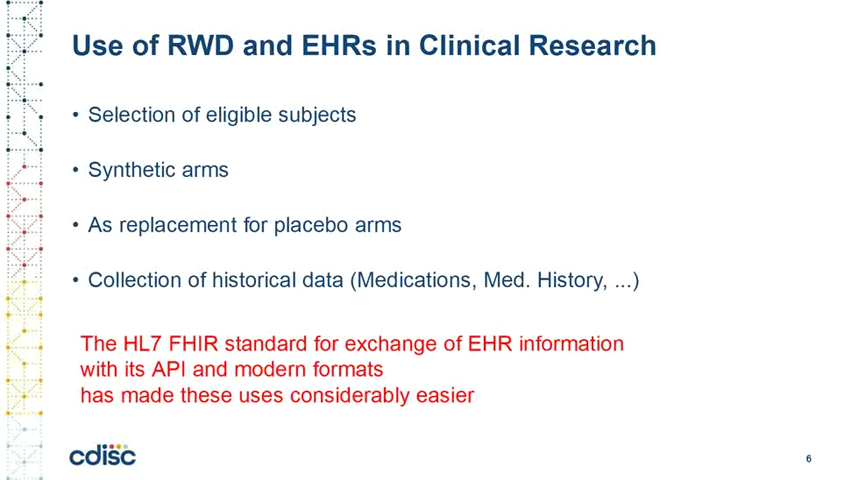 Use of RWD and EHRs in Clinical Research
• Selection of eligible subjects
• Synthetic arms
• As replacement for placebo arms
• Collection of historical data (Medications, Med. History, ...)
The HL7 FHIR standard for exchange of EHR information
with its API and modern formats
has made these uses considerably easier
cdisc
6